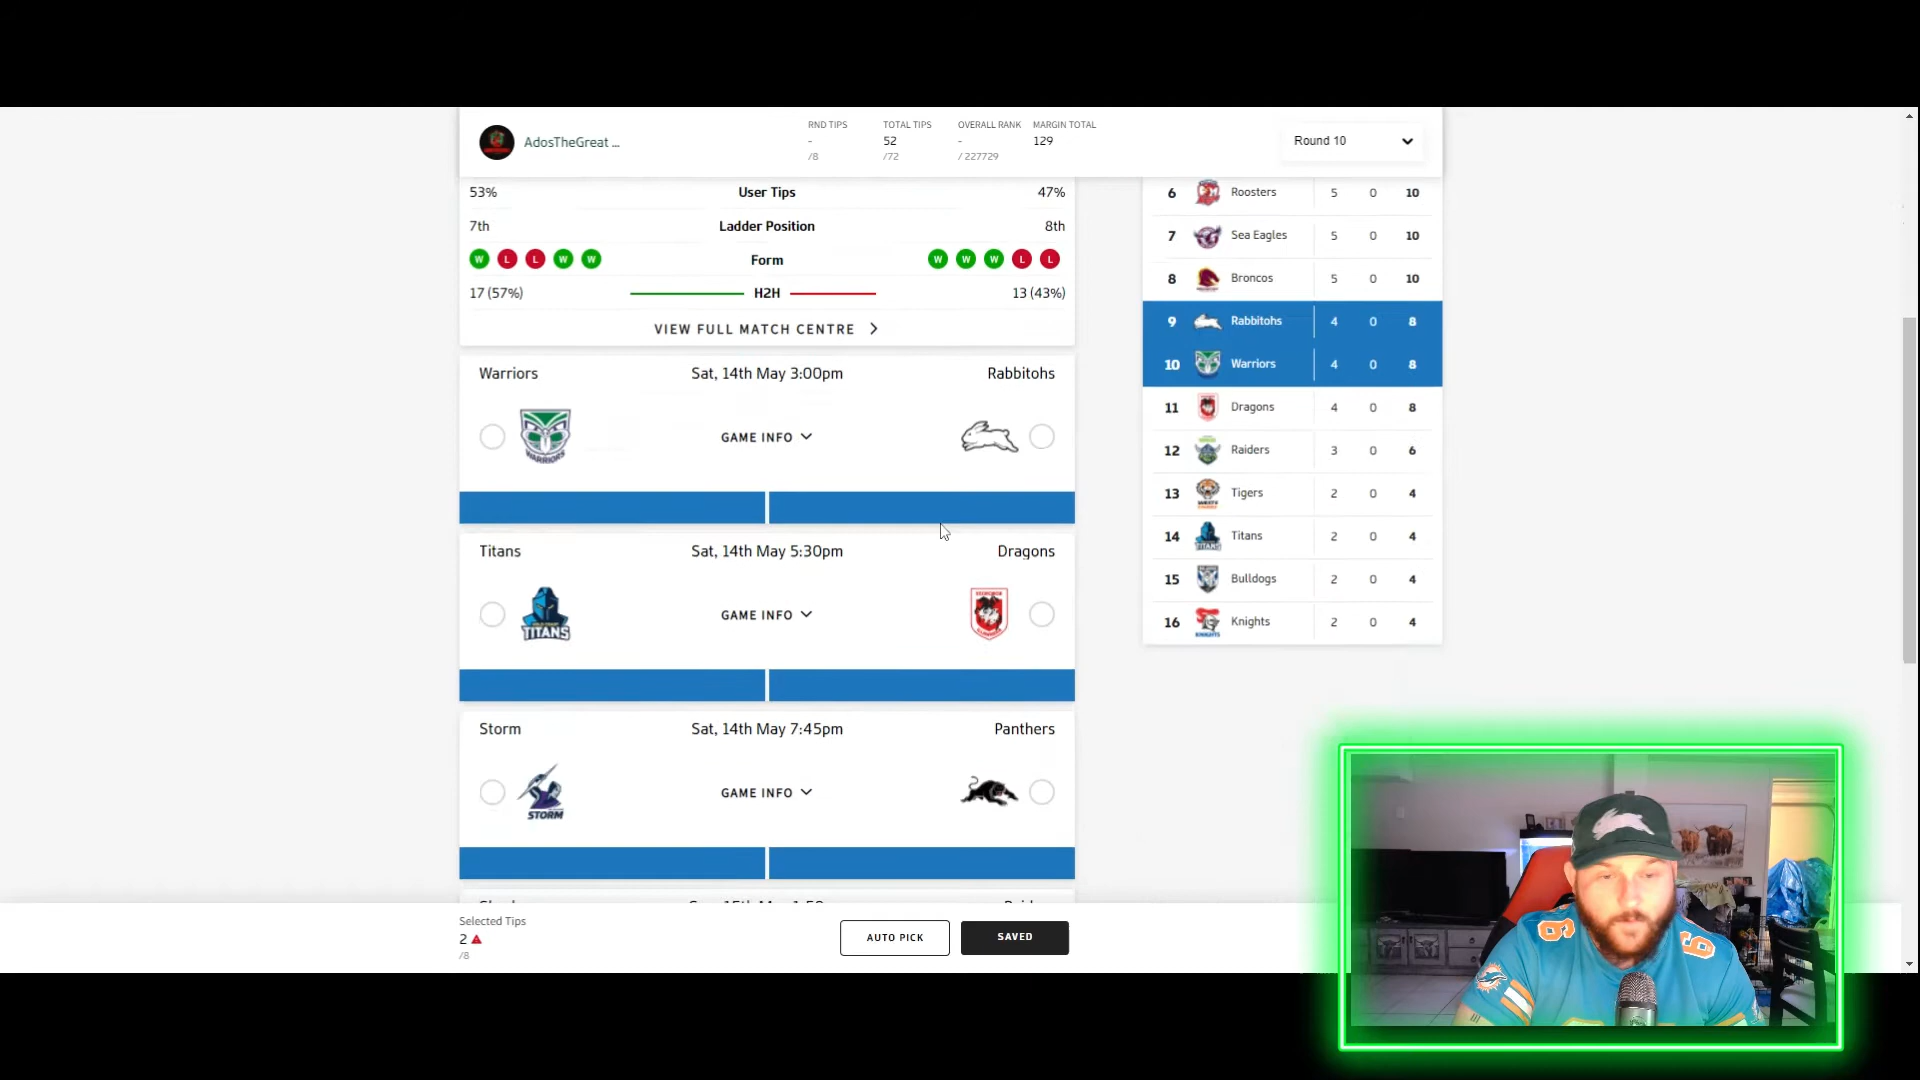 AdosTheGreat ...
RND TIPS
-
/8
TOTAL TIPS
52
/72
OVERALL RANK
-
/ 227729
MARGIN TOTAL
129
Round 10
53% User Tips 47%
7th Ladder Position 8th
W L L W W Form W W W L L
17 (57%) H2H 13 (43%)
VIEW FULL MATCH CENTRE
Warriors Sat, 14th May 3:00pm Rabbitohs
WARRIORS
GAME INFO
Titans Sat, 14th May 5:30pm Dragons
TITANS
GAME INFO
Storm Sat, 14th May 7:45pm Panthers
STORM
GAME INFO
Selected Tips
2
/8
AUTO PICK
SAVED
6 Roosters 5 0 10
7 Sea Eagles 5 0 10
8 Broncos 5 0 10
9 Rabbitohs 4 0 8
10 Warriors 4 0 8
11 Dragons 4 0 8
12 Raiders 3 0 6
13 Tigers 2 0 4
14 Titans 2 0 4
15 Bulldogs 2 0 4
16 Knights 2 0 4